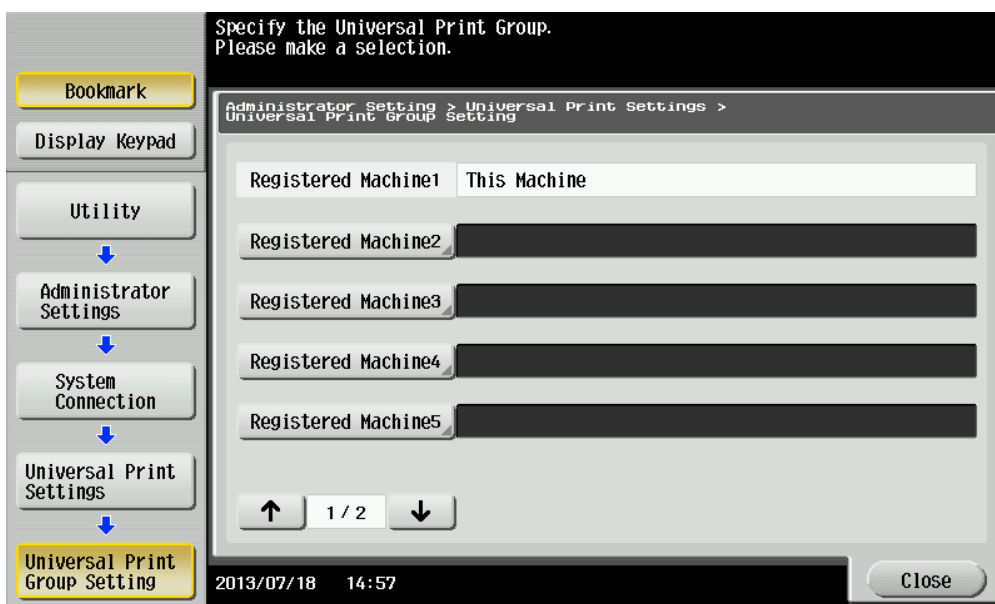 Specify the Universal Print Group.
Please make a selection.
Bookmark
Display Keypad
Utility
Administrator
Settings
System
Connection
Universal Print
Settings
Universal Print
Group Setting
Administrator Setting > Universal Print Settings >
Universal Print Group Setting
Registered Machine1 This Machine
Registered Machine2
Registered Machine3
Registered Machine4
Registered Machine5
↑ 1/2 ↓
2013/07/18 14:57
Close